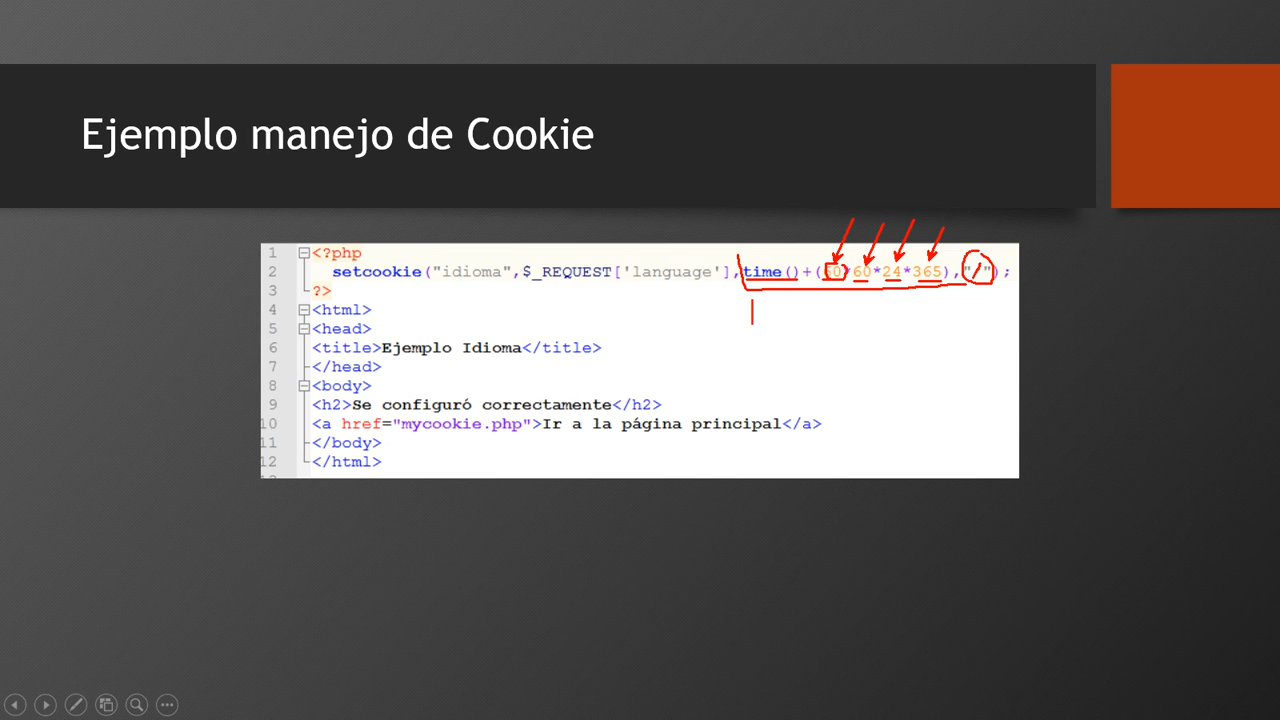 Ejemplo manejo de Cookie
1 <?php
2 setcookie("idioma",$_REQUEST['language'],time()+(60*60*24*365),"/");
3 ?>
4 <html>
5 <head>
6 <title>Ejemplo Idioma</title>
7 </head>
8 <body>
9 <h2>Se configuró correctamente</h2>
10 <a href="mycookie.php">Ir a la página principal</a>
11 </body>
12 </html>